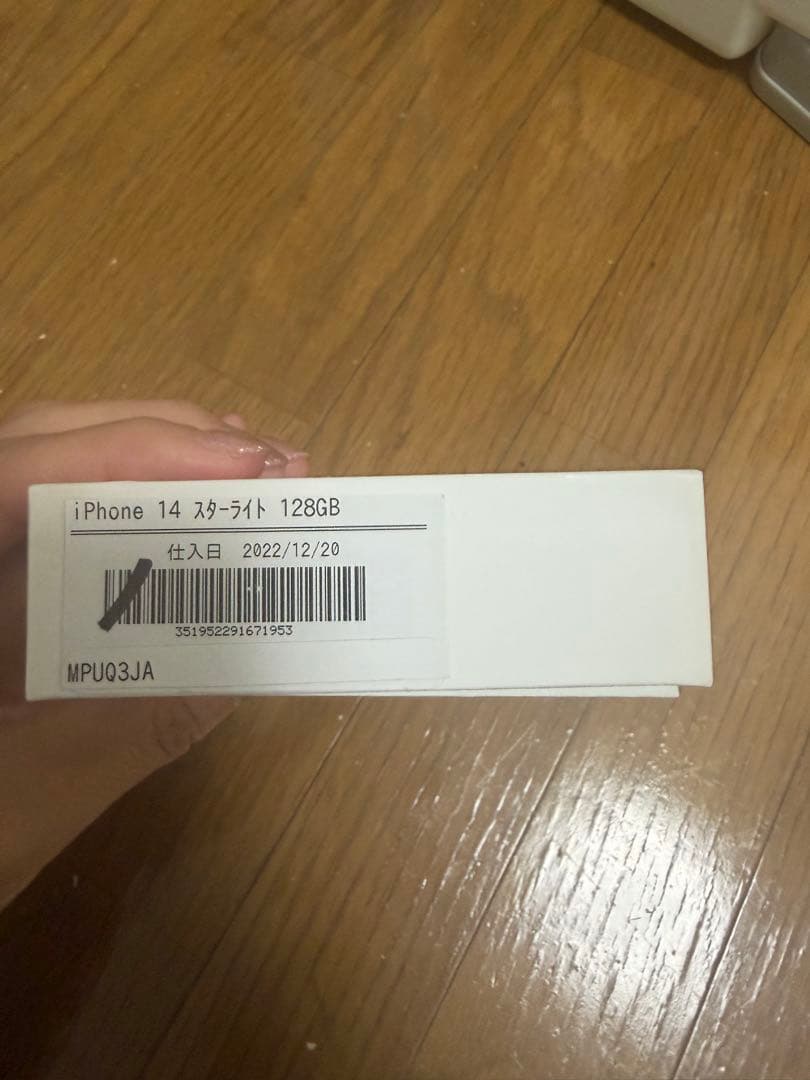 iPhone 14 ｽﾀｰﾗｲﾄ 128GB
仕入日 2022/12/20
351952291671953
MPUQ3JA